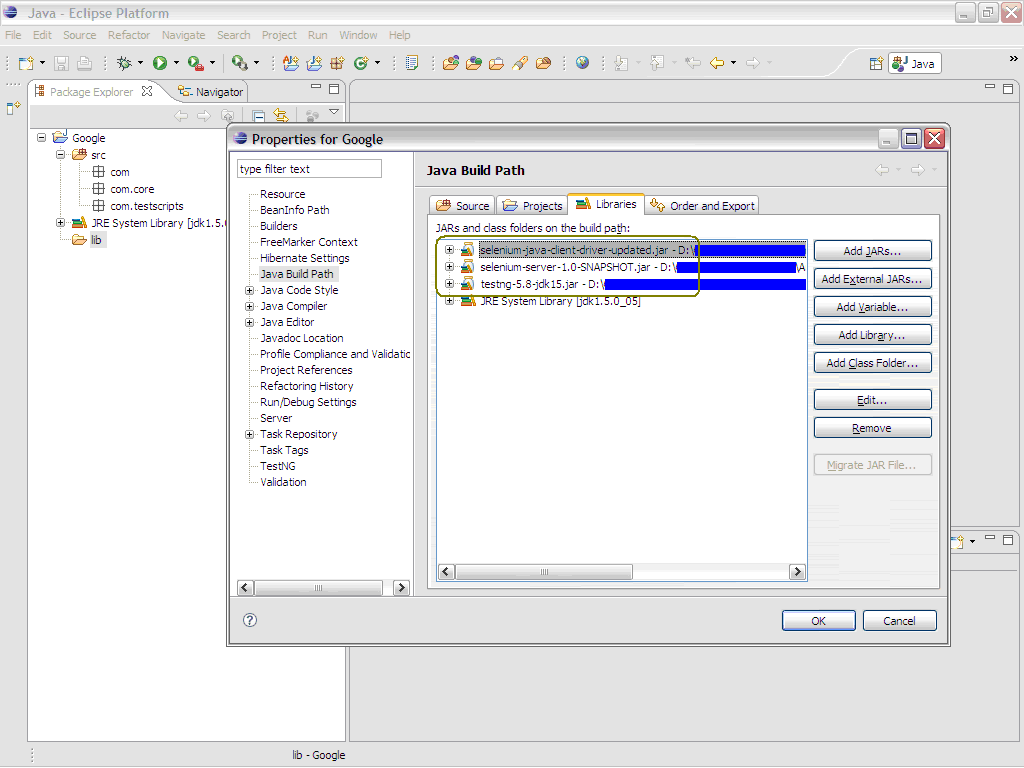 Java - Eclipse Platform
File Edit Source Refactor Navigate Search Project Run Window Help
Java
Package Explorer Navigator
Google
src
com
com.core
com.testscripts
JRE System Library [jdk1.5.0
lib
Properties for Google
type filter text
Resource
BeanInfo Path
Builders
FreeMarker Context
Hibernate Settings
Java Build Path
Java Code Style
Java Compiler
Java Editor
Javadoc Location
Profile Compliance and Validatic
Project References
Refactoring History
Run/Debug Settings
Server
Task Repository
Task Tags
TestNG
Validation
Java Build Path
Source Projects Libraries Order and Export
JARs and class folders on the build path:
selenium-java-client-driver-updated.jar - D:\
selenium-server-1.0-SNAPSHOT.jar - D:\ \A
testng-5.8-jdk15.jar - D:\
JRE System Library [jdk1.5.0_05]
Add JARs...
Add External JARs...
Add Variable...
Add Library...
Add Class Folder...
Edit...
Remove
Migrate JAR File...
OK Cancel
lib - Google